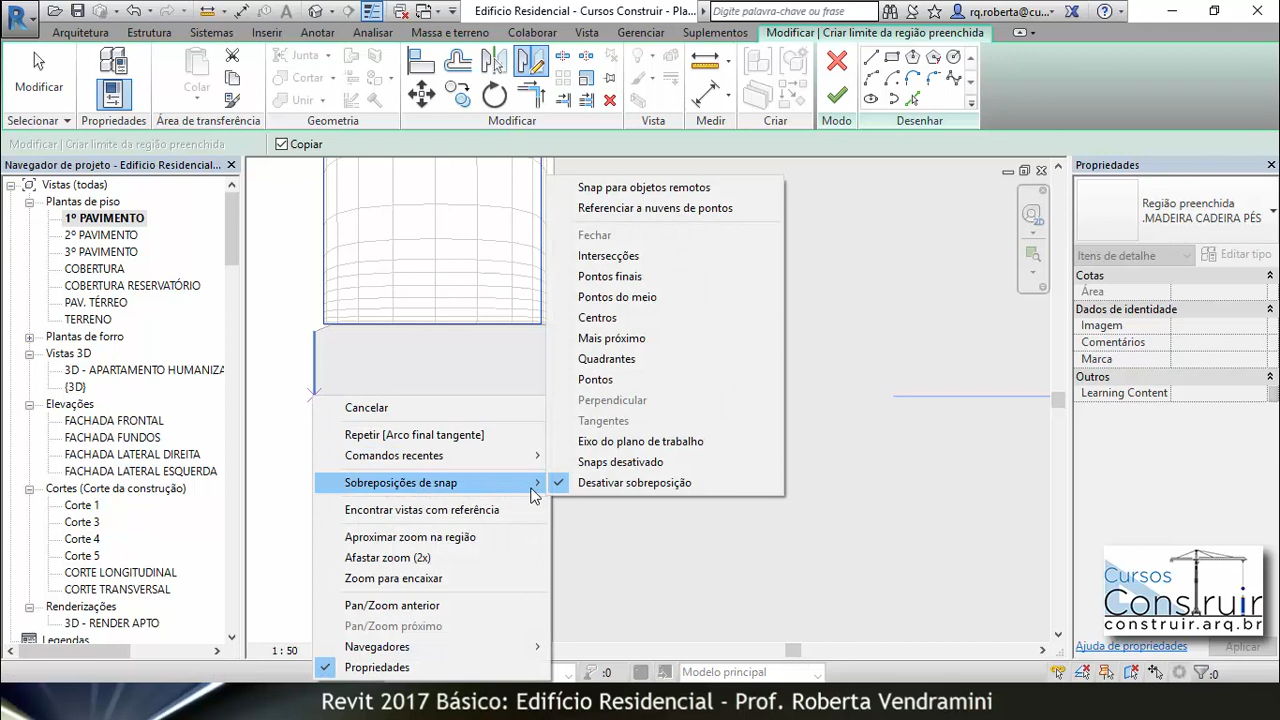 Edificio Residencial - Cursos Construir - Pla...
Digite palavra-chave ou frase
rq.roberta@cu...
Arquitetura
Estrutura
Sistemas
Inserir
Anotar
Analisar
Massa e terreno
Colaborar
Vista
Gerenciar
Suplementos
Modificar | Criar limite da região preenchida
Modificar
Colar
Junta
Cortar
Unir
Selecionar
Propriedades
Área de transferência
Geometria
Modificar
Vista
Medir
Criar
Modo
Desenhar
Modificar | Criar limite da região preenchida
Copiar
Navegador de projeto - Edificio Residencial...
Vistas (todas)
Plantas de piso
1º PAVIMENTO
2º PAVIMENTO
3º PAVIMENTO
COBERTURA
COBERTURA RESERVATÓRIO
PAV. TÉRREO
TERRENO
Plantas de forro
Vistas 3D
3D - APARTAMENTO HUMANIZA
{3D}
Elevações
FACHADA FRONTAL
FACHADA FUNDOS
FACHADA LATERAL DIREITA
FACHADA LATERAL ESQUERDA
Cortes (Corte da construção)
Corte 1
Corte 3
Corte 4
Corte 5
CORTE LONGITUDINAL
CORTE TRANSVERSAL
Renderizações
3D - RENDER APTO
Legendas
Cancelar
Repetir [Arco final tangente]
Comandos recentes
Sobreposições de snap
Encontrar vistas com referência
Aproximar zoom na região
Afastar zoom (2x)
Zoom para encaixar
Pan/Zoom anterior
Pan/Zoom próximo
Navegadores
Propriedades
Snap para objetos remotos
Referenciar a nuvens de pontos
Fechar
Intersecções
Pontos finais
Pontos do meio
Centros
Mais próximo
Quadrantes
Pontos
Perpendicular
Tangentes
Eixo do plano de trabalho
Snaps desativado
Desativar sobreposição
2D
Propriedades
Região preenchida
.MADEIRA CADEIRA PÉS
Itens de detalhe
Editar tipo
Cotas
Área
Dados de identidade
Imagem
Comentários
Marca
Outros
Learning Content
Cursos
Construir
construir.arq.br
Ajuda de propriedades
Aplicar
1 : 50
:0
Modelo principal
:0
Revit 2017 Básico: Edifício Residencial - Prof. Roberta Vendramini